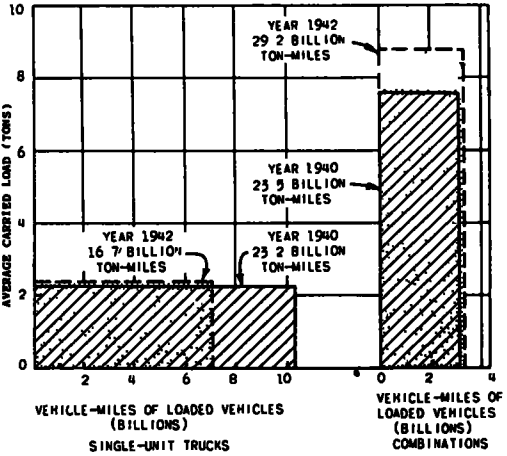 10
8
6
4
2
0
AVERAGE CARRIED LOAD (TONS)
YEAR 1942
29 2 BILLION
TON-MILES
YEAR 1940
23 5 BILLION
TON-MILES
YEAR 1942
16 7 BILLION
TON-MILES
YEAR 1940
23 2 BILLION
TON-MILES
2 4 6 8 10
0 2 4
VEHICLE-MILES OF LOADED VEHICLES
(BILLIONS)
SINGLE-UNIT TRUCKS
VEHICLE-MILES OF
LOADED VEHICLES
(BILLIONS)
COMBINATIONS